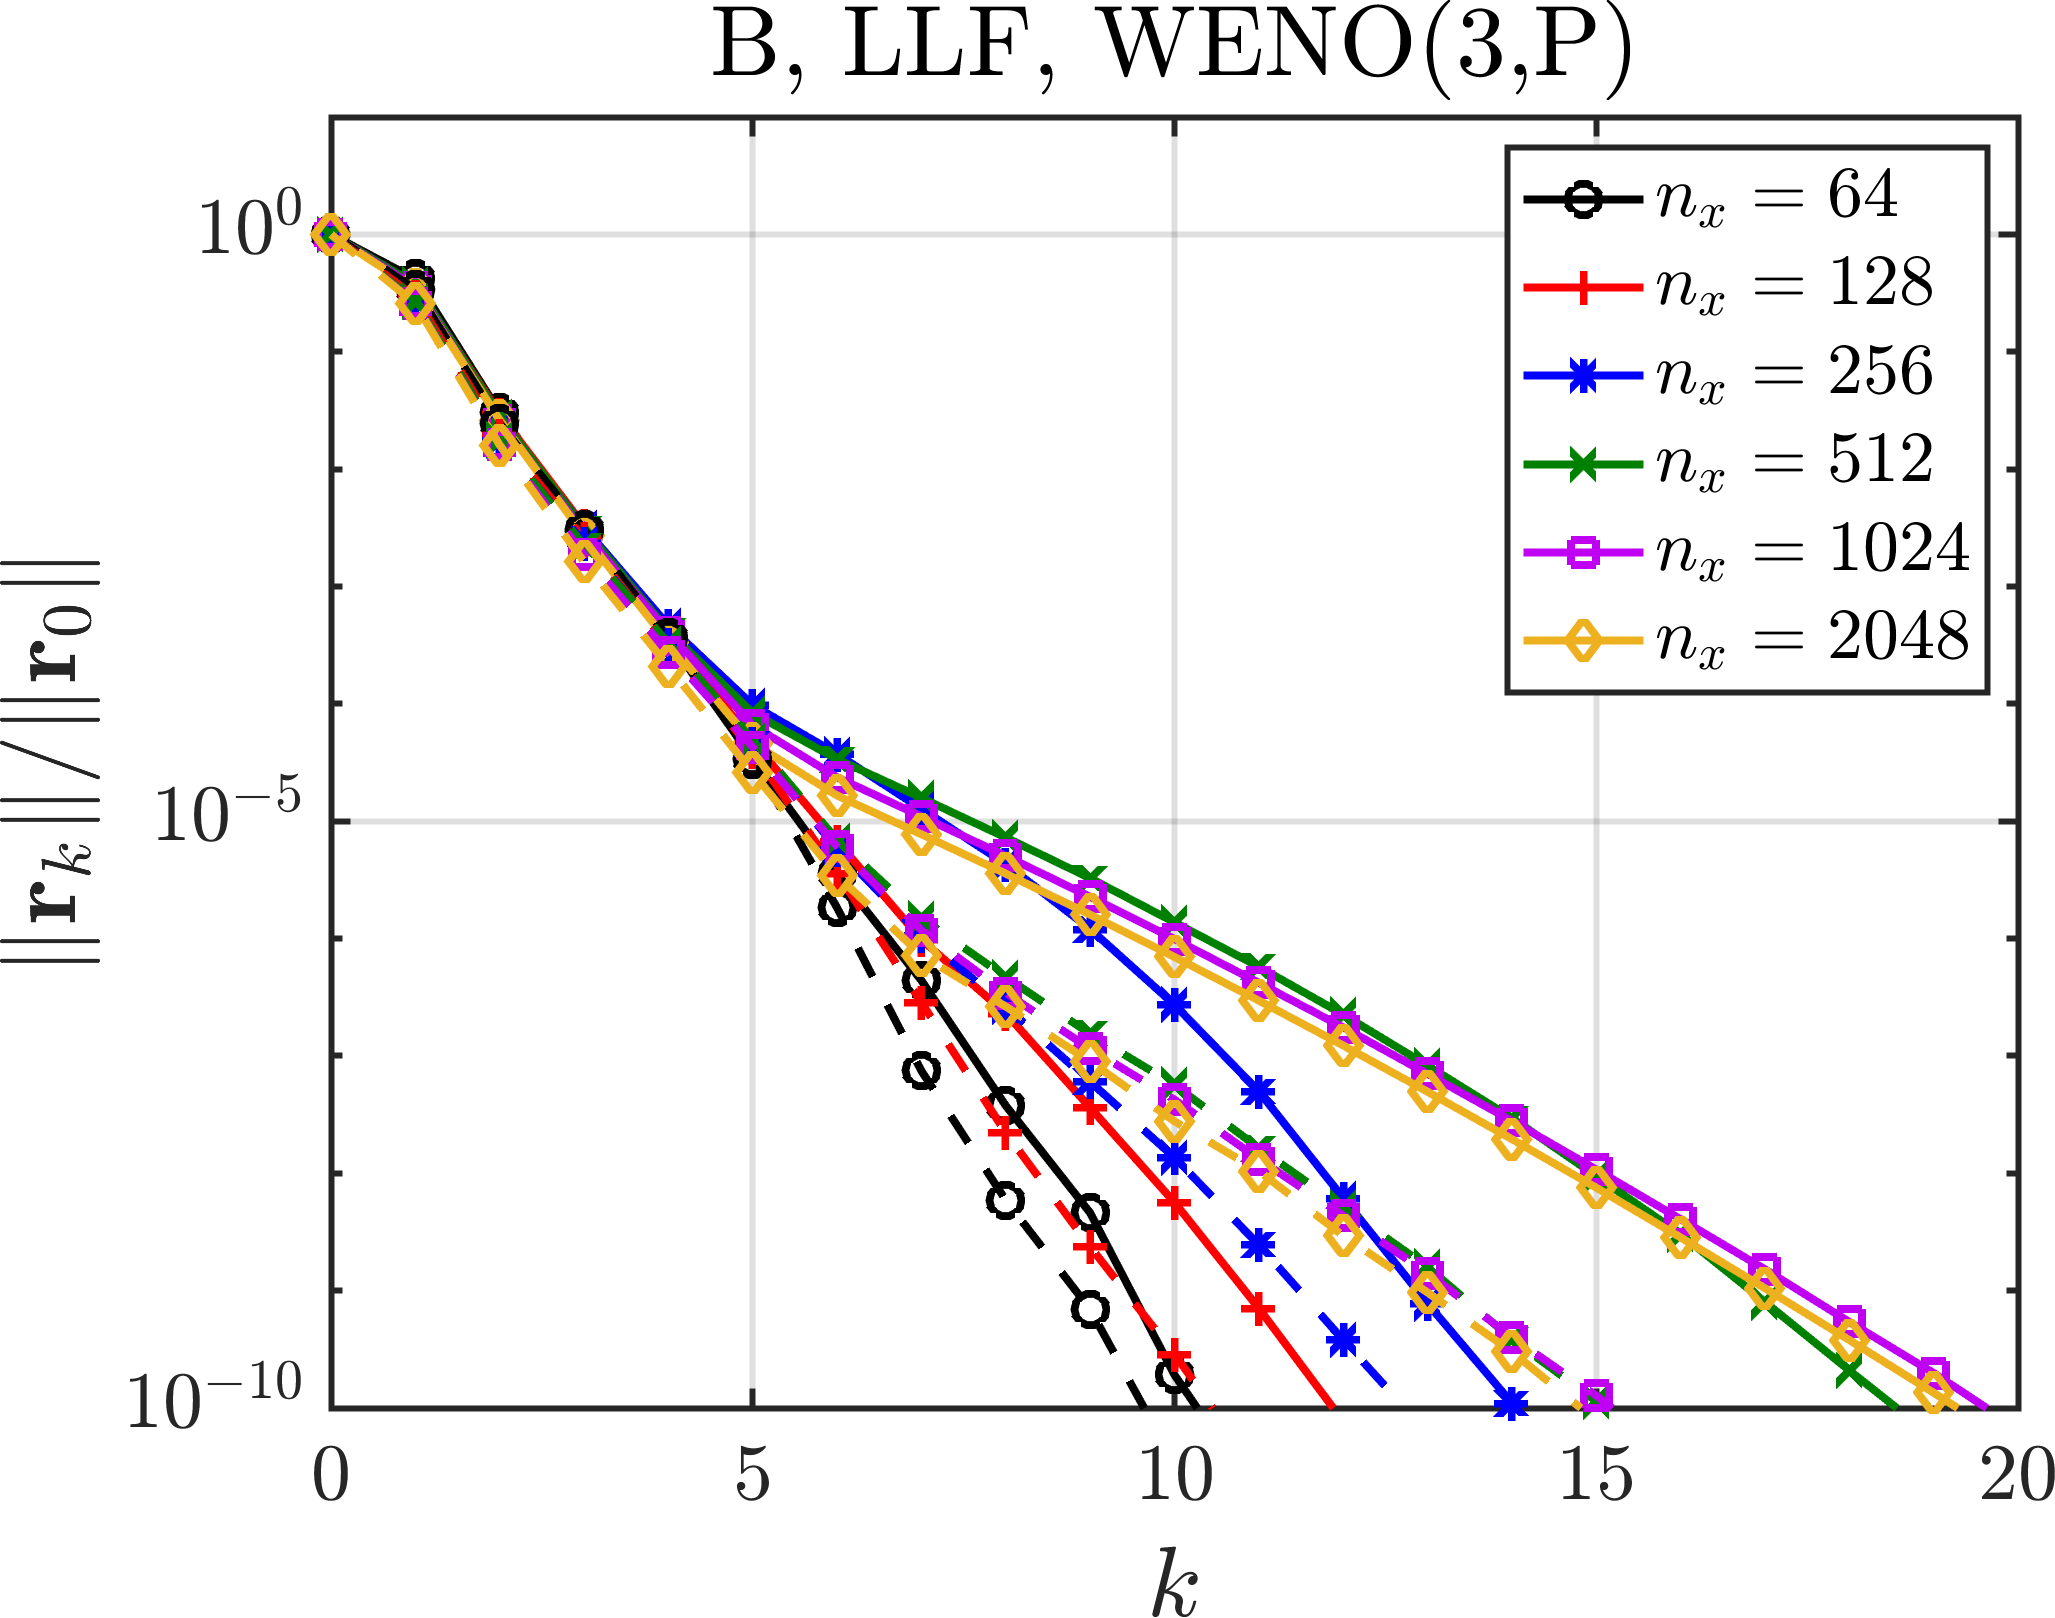 B, LLF, WENO(3,P)
‖r_k‖/‖r_0‖
10^0
10^−5
10^−10
n_x = 64
n_x = 128
n_x = 256
n_x = 512
n_x = 1024
n_x = 2048
0 5 10 15 20
k